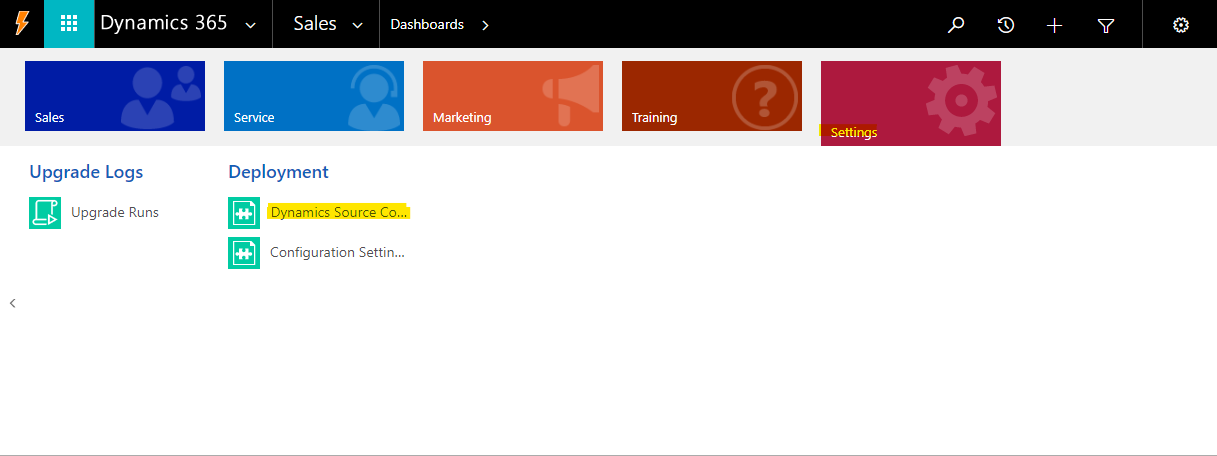 Dynamics 365
Sales
Dashboards
Sales
Service
Marketing
Training
Settings
Upgrade Logs
Deployment
Upgrade Runs
Dynamics Source Co...
Configuration Settin...